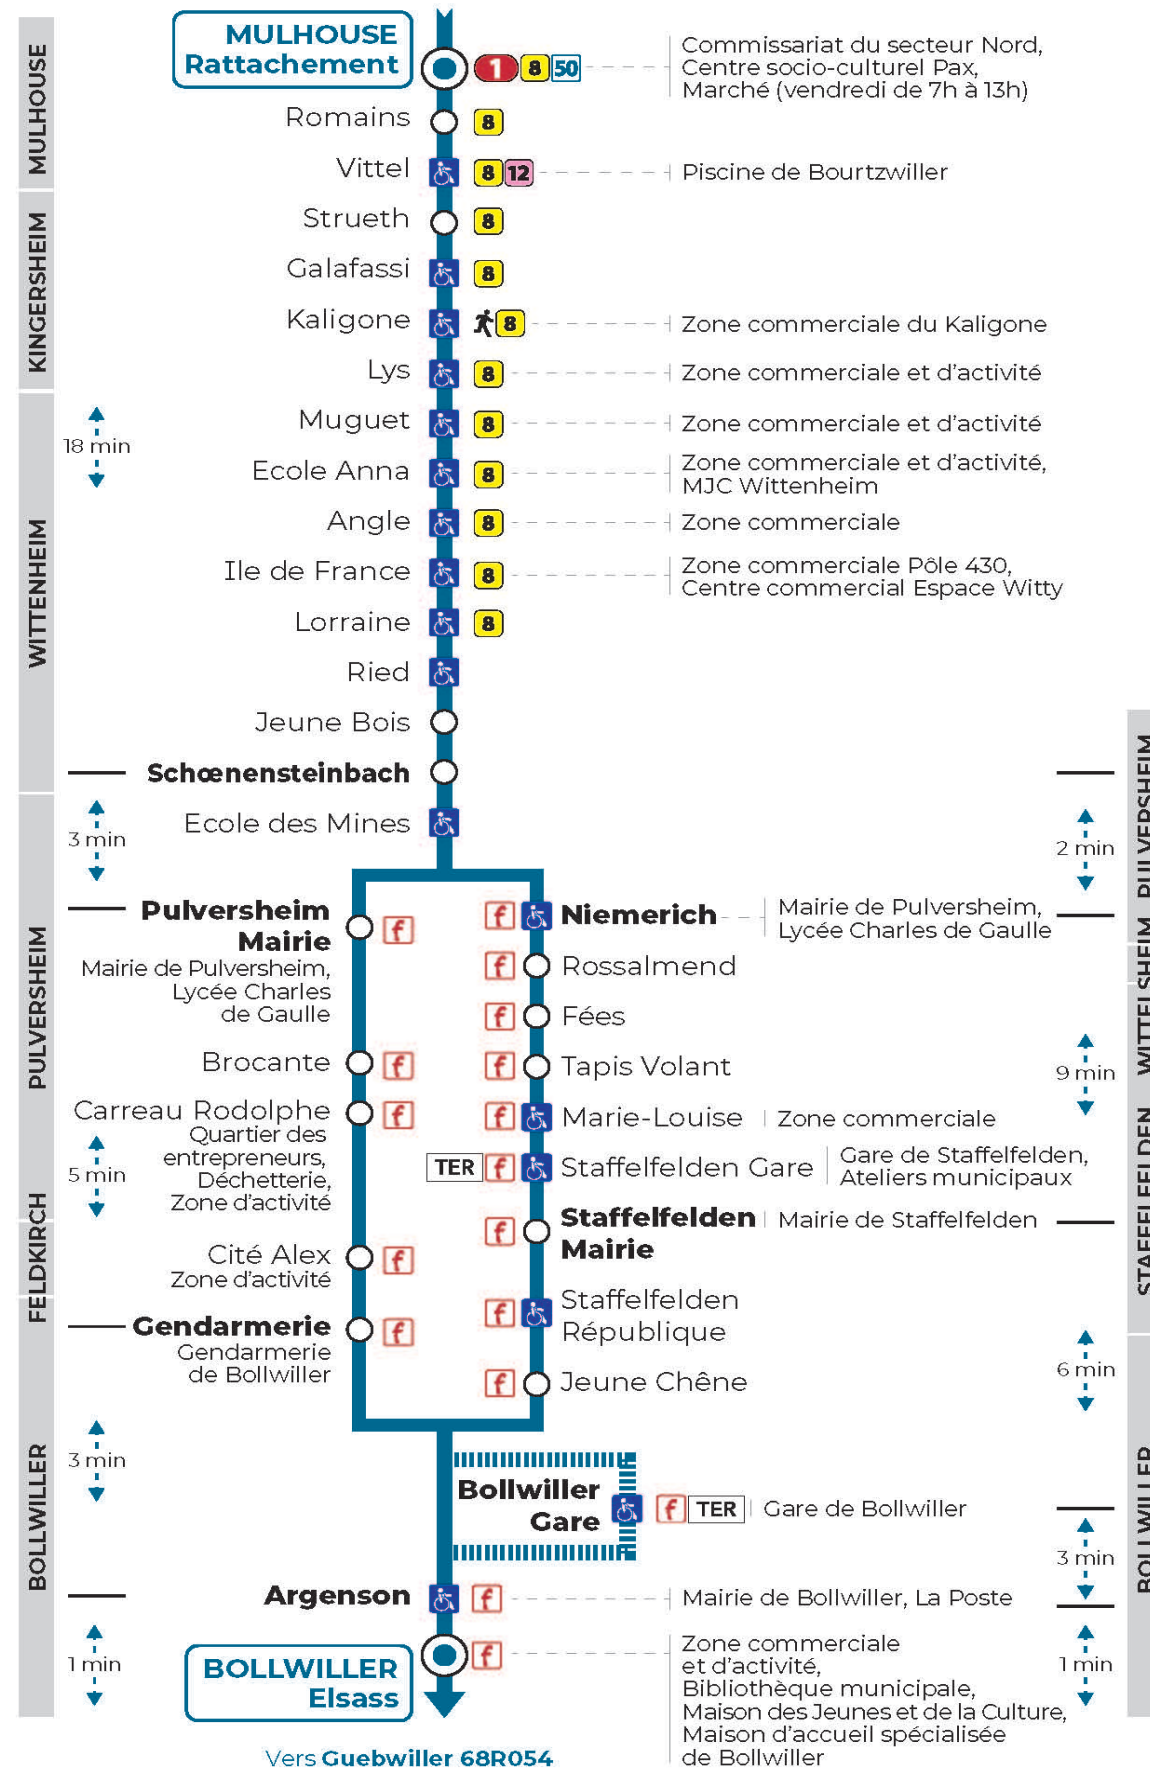 MULHOUSE
Rattachement
1 8 50
Commissariat du secteur Nord,
Centre socio-culturel Pax,
Marché (vendredi de 7h à 13h)
MULHOUSE
Romains
8
Vittel
8 12
Piscine de Bourtzwiller
KINGERSHEIM
Strueth
8
Galafassi
8
Kaligone
8
Zone commerciale du Kaligone
Lys
8
Zone commerciale et d'activité
WITTENHEIM
18 min
Muguet
8
Zone commerciale et d'activité
Ecole Anna
8
Zone commerciale et d'activité,
MJC Wittenheim
Angle
8
Zone commerciale
Ile de France
8
Zone commerciale Pôle 430,
Centre commercial Espace Witty
Lorraine
8
Ried
Jeune Bois
Schœnensteinbach
PULVERSHEIM
3 min
Ecole des Mines
Pulversheim
Mairie
f
Mairie de Pulversheim,
Lycée Charles
de Gaulle
Brocante
f
Carreau Rodolphe
f
Quartier des
entrepreneurs,
Déchetterie,
Zone d'activité
5 min
FELDKIRCH
Cité Alex
f
Zone d'activité
Gendarmerie
f
Gendarmerie
de Bollwiller
BOLLWILLER
3 min
PULVERSHEIM
2 min
f
Niemerich
Mairie de Pulversheim,
Lycée Charles de Gaulle
WITTELSHEIM
f
Rossalmend
f
Fées
f
Tapis Volant
9 min
STAFFELFELDEN
f
Marie-Louise
Zone commerciale
TER f
Staffelfelden Gare
Gare de Staffelfelden,
Ateliers municipaux
f
Staffelfelden
Mairie
Mairie de Staffelfelden
f
Staffelfelden
République
f
Jeune Chêne
6 min
BOLLWILLER
Bollwiller
Gare
f TER
Gare de Bollwiller
3 min
Argenson
f
Mairie de Bollwiller, La Poste
1 min
BOLLWILLER
Elsass
f
Zone commerciale
et d'activité,
Bibliothèque municipale,
Maison des Jeunes et de la Culture,
Maison d'accueil spécialisée
de Bollwiller
1 min
Vers Guebwiller 68R054